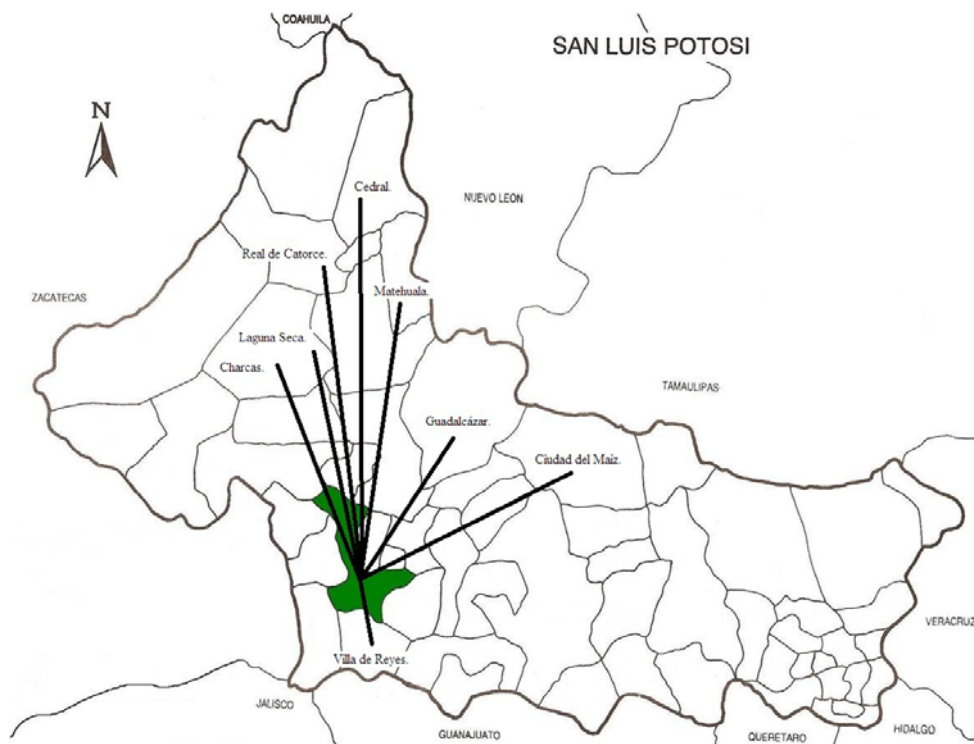 COAHUILA
SAN LUIS POTOSI
N
Cedral.
NUEVO LEON
Real de Catorce.
Matehuala.
ZACATECAS
Laguna Seca.
Charcas.
TAMAULIPAS
Guadalcázar.
Ciudad del Maíz.
VERACRUZ
Villa de Reyes.
JALISCO
HIDALGO
GUANAJUATO
QUERETARO